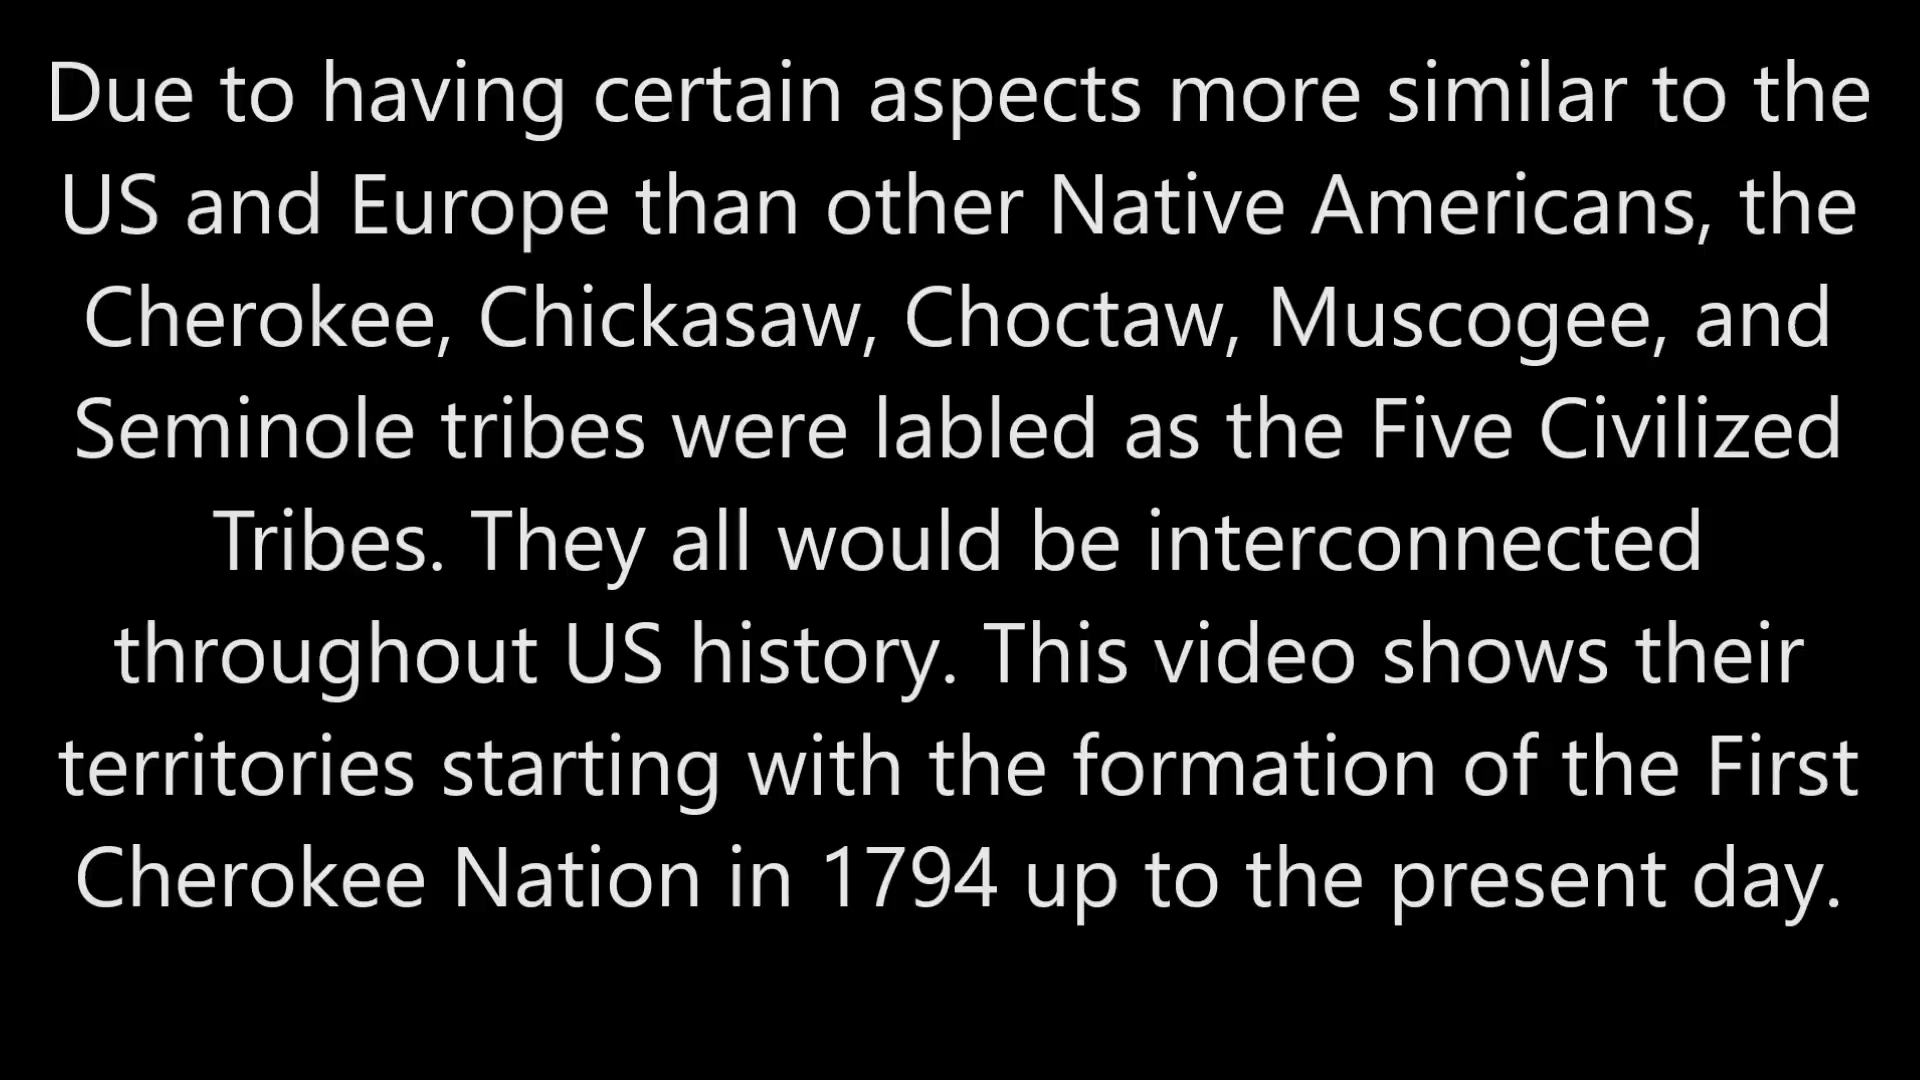 Due to having certain aspects more similar to the
US and Europe than other Native Americans, the
Cherokee, Chickasaw, Choctaw, Muscogee, and
Seminole tribes were labled as the Five Civilized
Tribes. They all would be interconnected
throughout US history. This video shows their
territories starting with the formation of the First
Cherokee Nation in 1794 up to the present day.